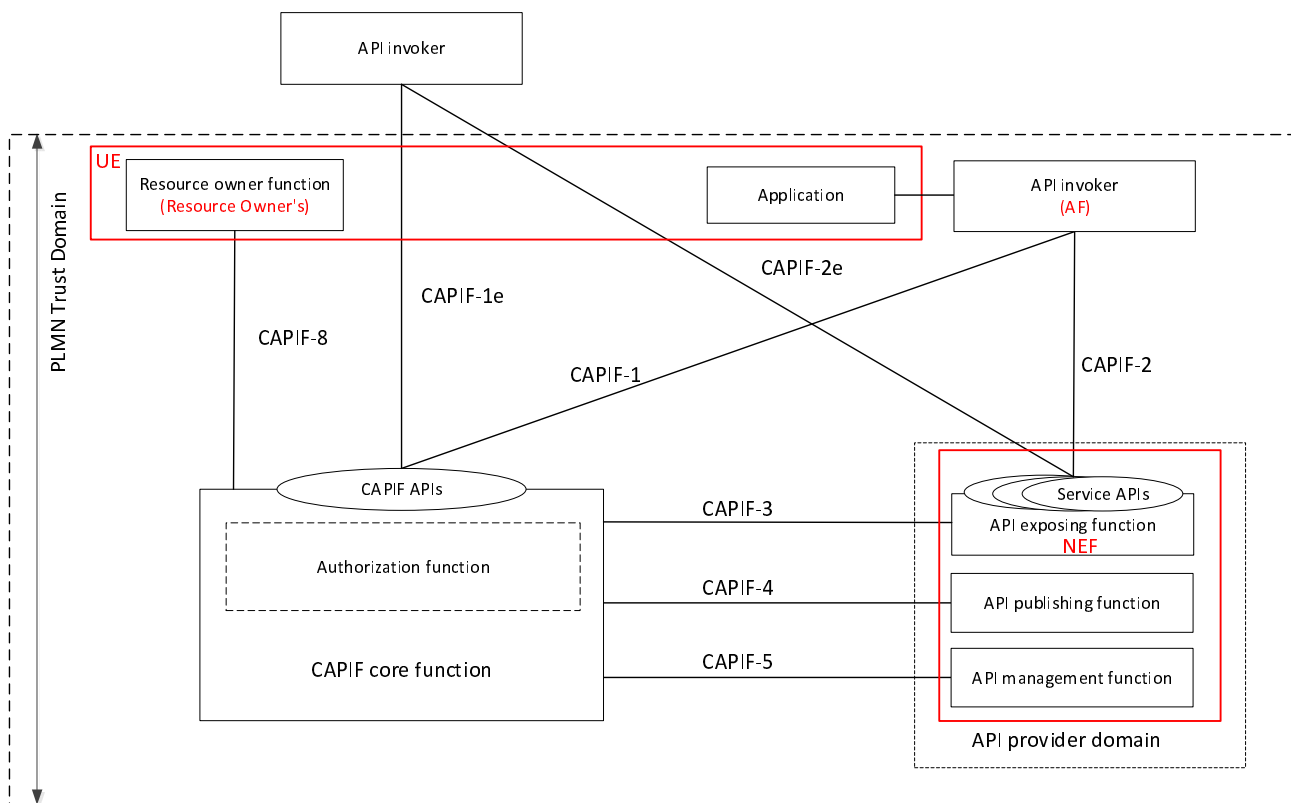 API invoker
UE
Resource owner function
(Resource Owner's)
Application
API invoker
(AF)
PLMN Trust Domain
CAPIF-2e
CAPIF-1e
CAPIF-8
CAPIF-1
CAPIF-2
CAPIF APIs
Service APIs
CAPIF-3
API exposing function
NEF
Authorization function
CAPIF-4
API publishing function
CAPIF core function
CAPIF-5
API management function
API provider domain